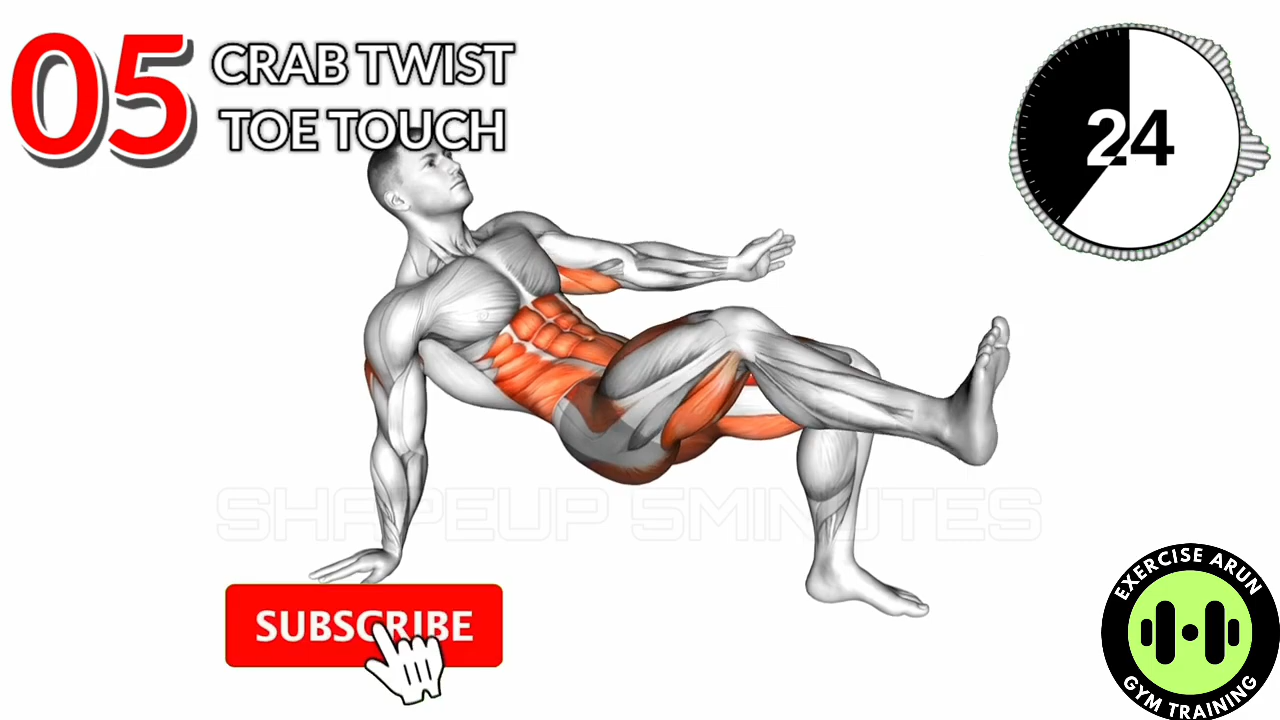 05
CRAB TWIST
TOE TOUCH
24
SHAPEUP 5MINUTES
SUBSCRIBE
EXERCISE ARUN
GYM TRAINING